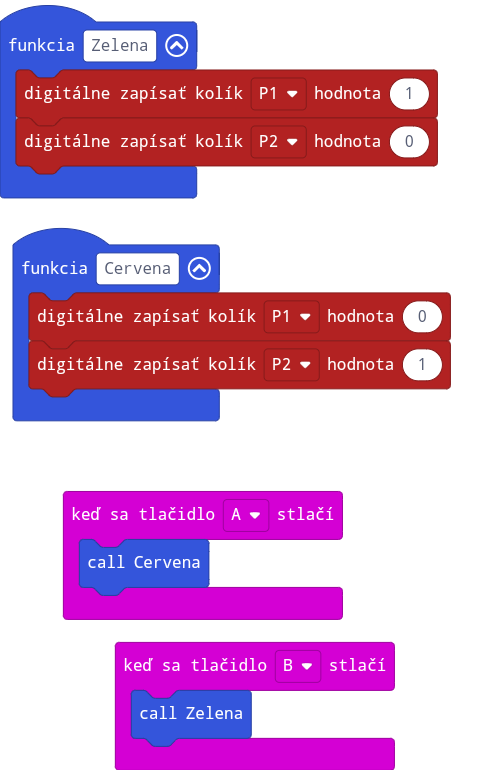 funkcia Zelena
digitálne zapísať kolík P1 hodnota 1
digitálne zapísať kolík P2 hodnota 0
funkcia Cervena
digitálne zapísať kolík P1 hodnota 0
digitálne zapísať kolík P2 hodnota 1
keď sa tlačidlo A stlačí
call Cervena
keď sa tlačidlo B stlačí
call Zelena